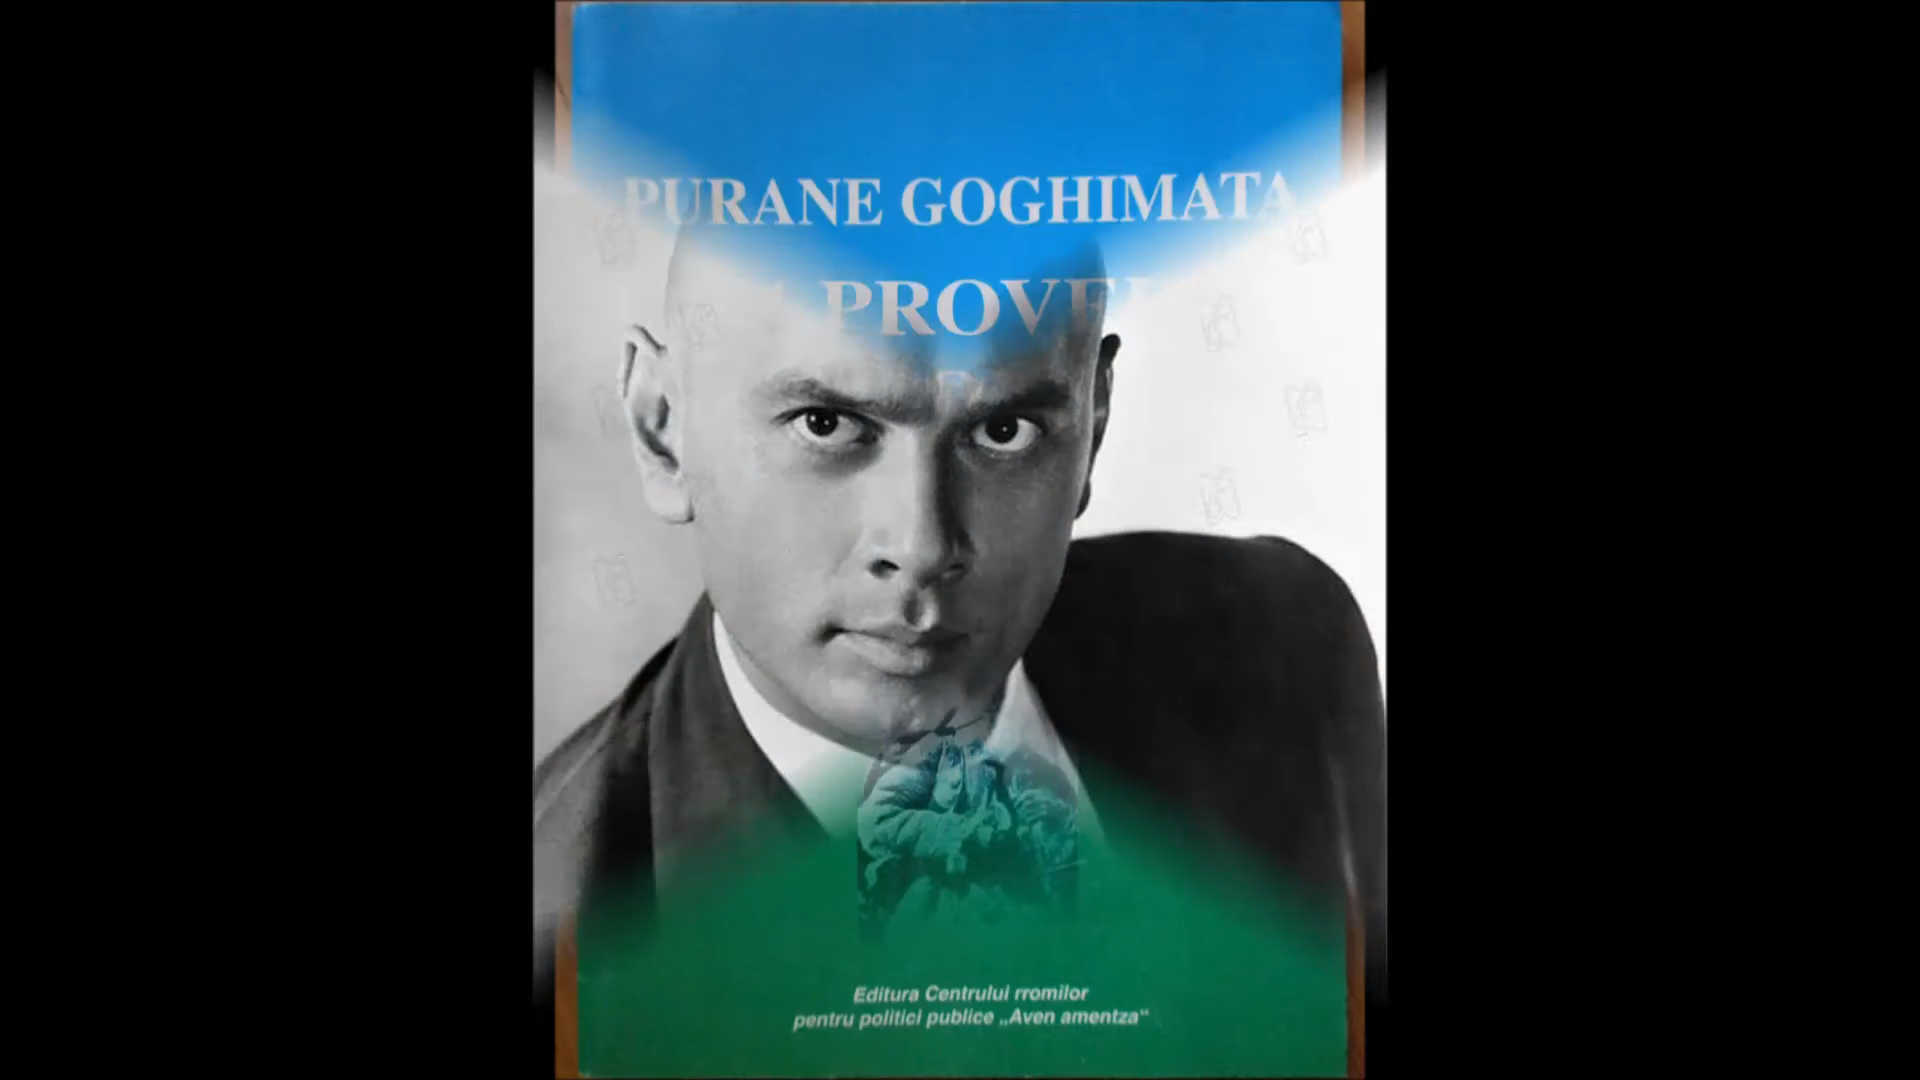 PURANE GOGHIMATA
Editura Centrului rromilor
pentru politici publice „Aven amentza“